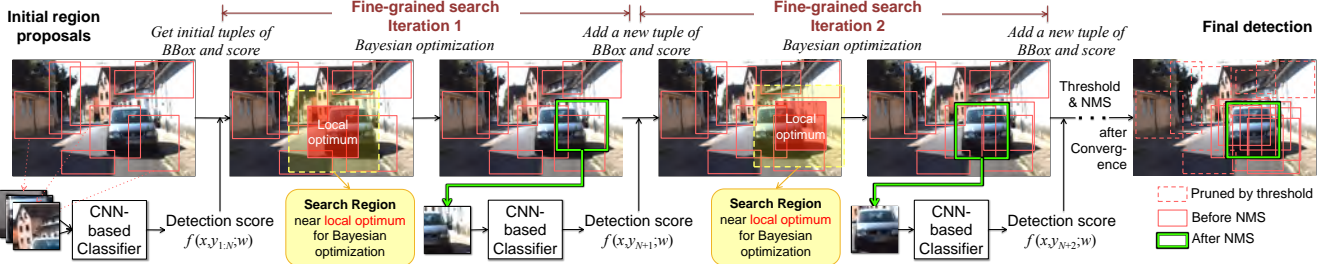 Initial region
proposals
Fine-grained search
Iteration 1
Get initial tuples of
BBox and score
Bayesian optimization
Add a new tuple of
BBox and score
Fine-grained search
Iteration 2
Bayesian optimization
Add a new tuple of
BBox and score
Final detection
Local
optimum
Local
optimum
Threshold
& NMS
after
Converg-
ence
CNN-
based
Classifier
Detection score
f (x,y1:N;w)
Search Region
near local optimum
for Bayesian
optimization
CNN-
based
Classifier
Detection score
f (x,yN+1;w)
Search Region
near local optimum
for Bayesian
optimization
CNN-
based
Classifier
Detection score
f (x,yN+2;w)
Pruned by threshold
Before NMS
After NMS